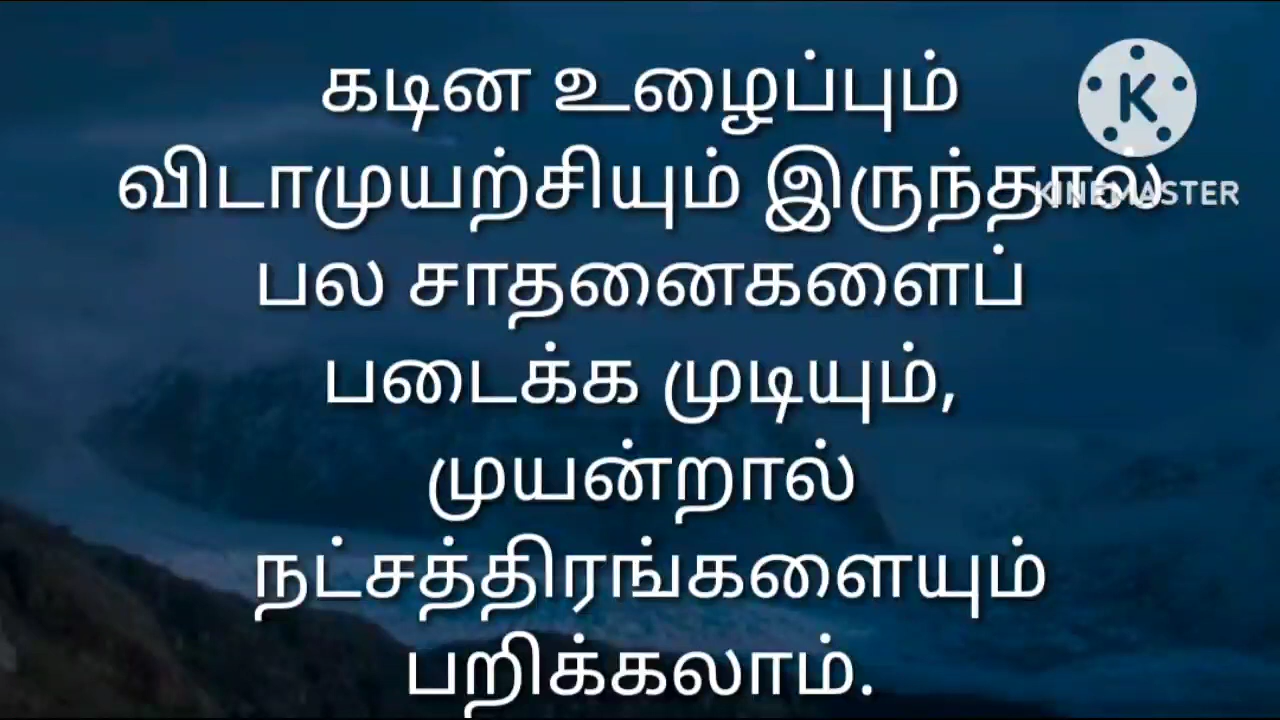 கடின உழைப்பும்
விடாமுயற்சியும் இருந்தால்
பல சாதனைகளைப்
படைக்க முடியும்,
முயன்றால்
நட்சத்திரங்களையும்
பறிக்கலாம்.
K
KINEMASTER